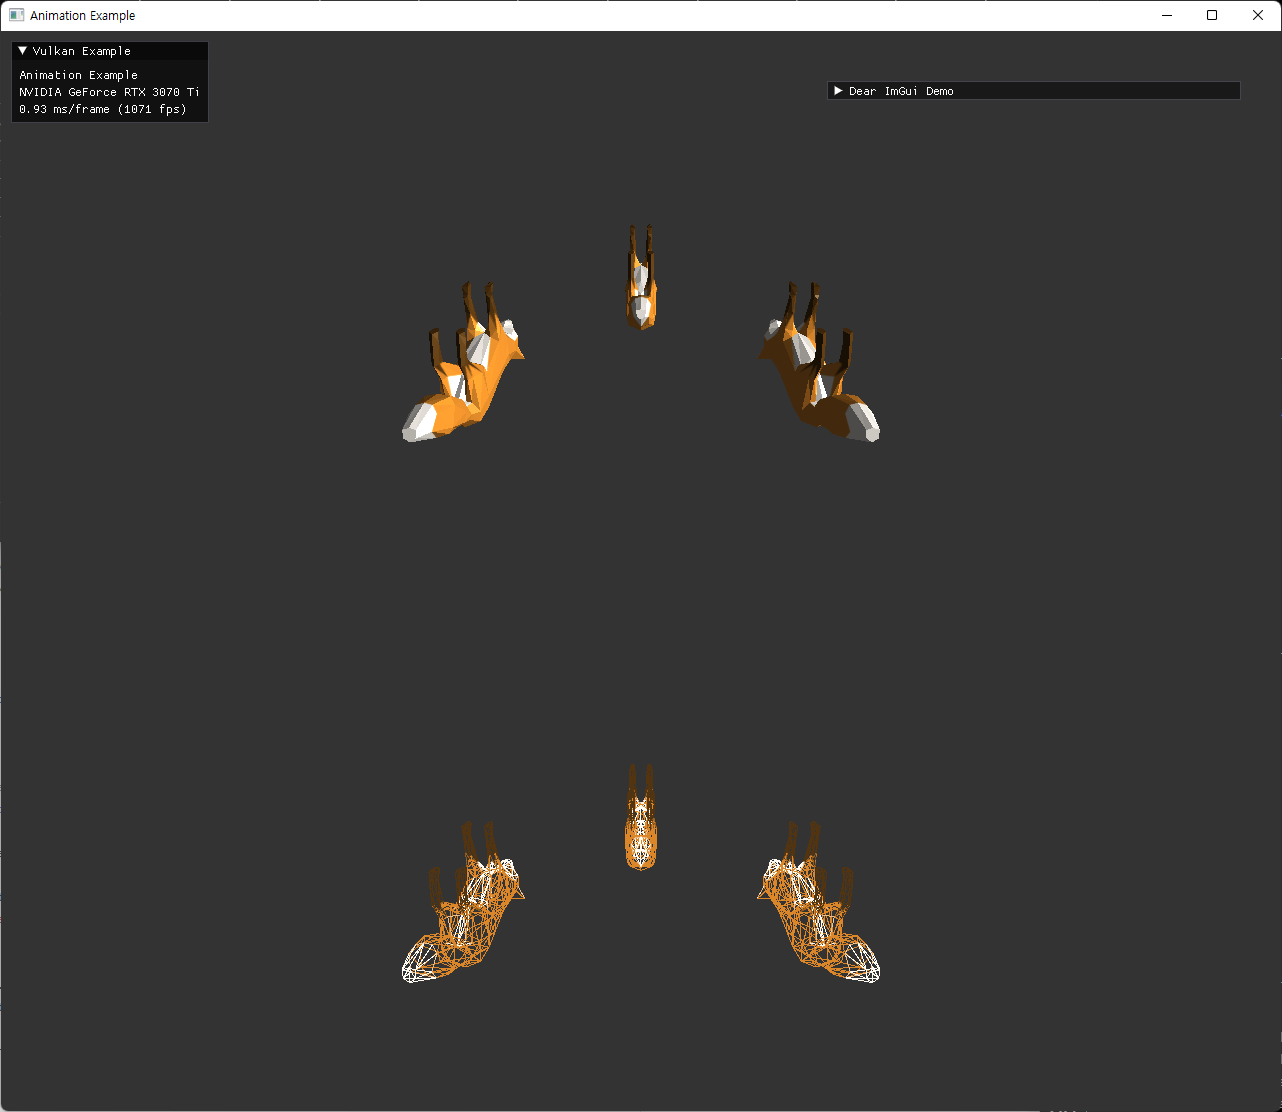 Animation Example
Vulkan Example
Animation Example
NVIDIA GeForce RTX 3070 Ti
0.93 ms/frame (1071 fps)
Dear ImGui Demo